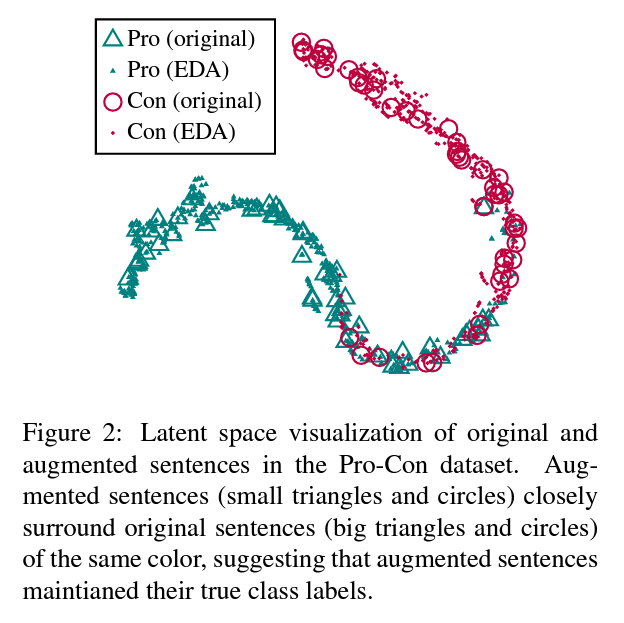 Pro (original)
Pro (EDA)
Con (original)
Con (EDA)
Figure 2: Latent space visualization of original and
augmented sentences in the Pro-Con dataset. Aug-
mented sentences (small triangles and circles) closely
surround original sentences (big triangles and circles)
of the same color, suggesting that augmented sentences
maintianed their true class labels.